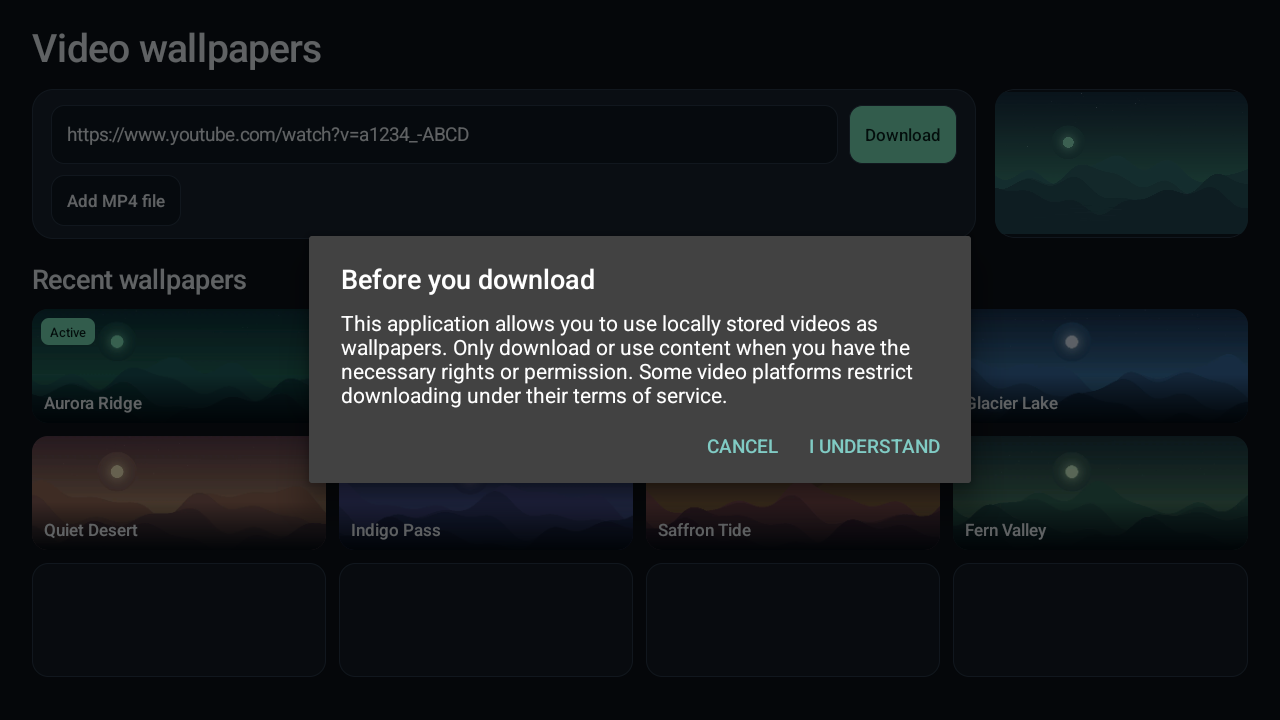 Video wallpapers
https://www.youtube.com/watch?v=a1234_-ABCD
Download
Add MP4 file
Recent wallpapers
Before you download
This application allows you to use locally stored videos as
wallpapers. Only download or use content when you have the
necessary rights or permission. Some video platforms restrict
downloading under their terms of service.
CANCEL
I UNDERSTAND
Active
Aurora Ridge
Glacier Lake
Quiet Desert
Indigo Pass
Saffron Tide
Fern Valley